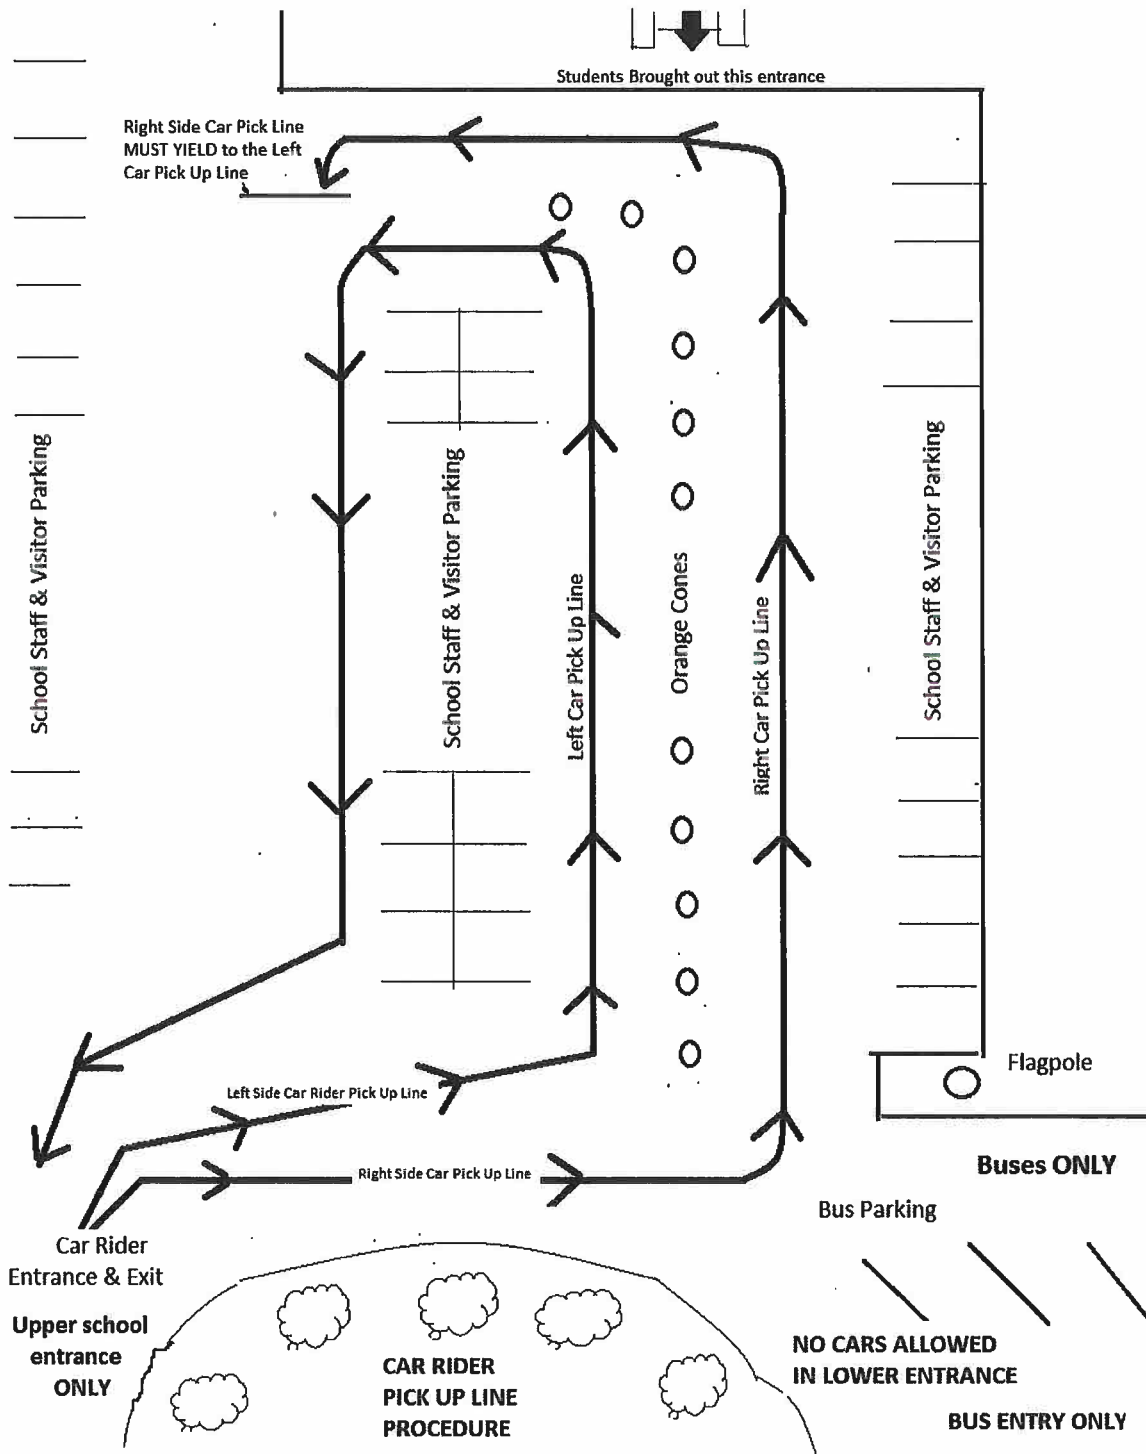 Students Brought out this entrance
Right Side Car Pick Line
MUST YIELD to the Left
Car Pick Up Line
School Staff & Visitor Parking
School Staff & Visitor Parking
Left Car Pick Up Line
Orange Cones
Right Car Pick Up Line
School Staff & Visitor Parking
Flagpole
Left Side Car Rider Pick Up Line
Right Side Car Pick Up Line
Buses ONLY
Bus Parking
Car Rider
Entrance & Exit
Upper school
entrance
ONLY
CAR RIDER
PICK UP LINE
PROCEDURE
NO CARS ALLOWED
IN LOWER ENTRANCE
BUS ENTRY ONLY